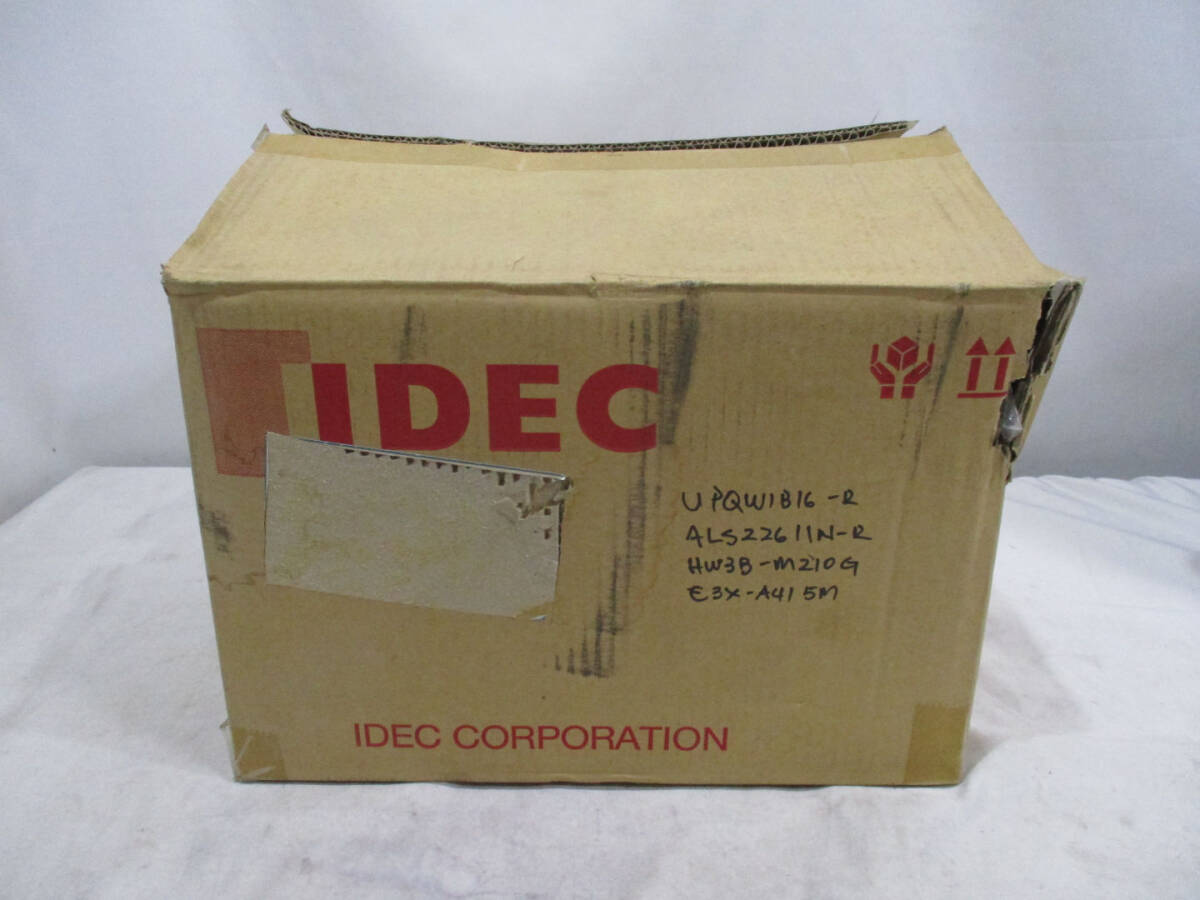 IDEC
UPQW1B16-R
ALS22611N-R
HW3B-M210G
E3X-A415M
IDEC CORPORATION